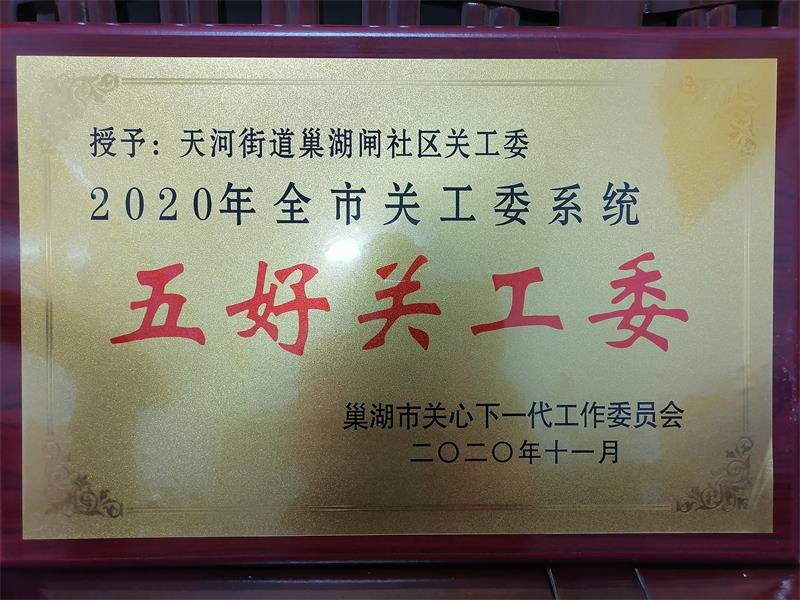 授予：天河街道巢湖闸社区关工委
2020年全市关工委系统
五好关工委
巢湖市关心下一代工作委员会
二〇二〇年十一月